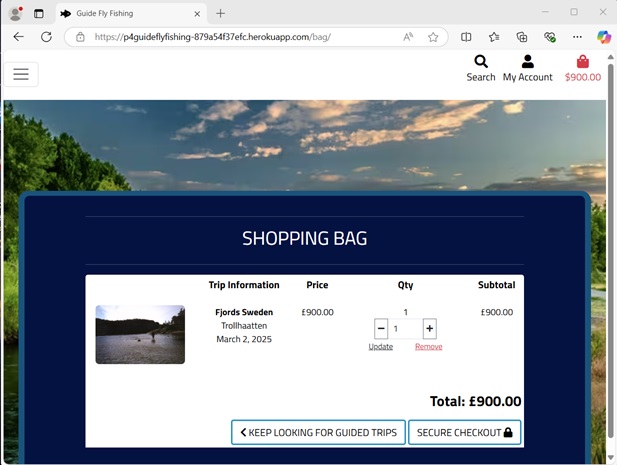 Guide Fly Fishing
https://p4guideflyfishing-879a54f37efc.herokuapp.com/bag/
Search My Account $900.00
SHOPPING BAG
Trip Information Price Qty Subtotal
Fjords Sweden £900.00 1 £900.00
Trollhaatten
1
March 2, 2025
Update Remove
Total: £900.00
KEEP LOOKING FOR GUIDED TRIPS SECURE CHECKOUT